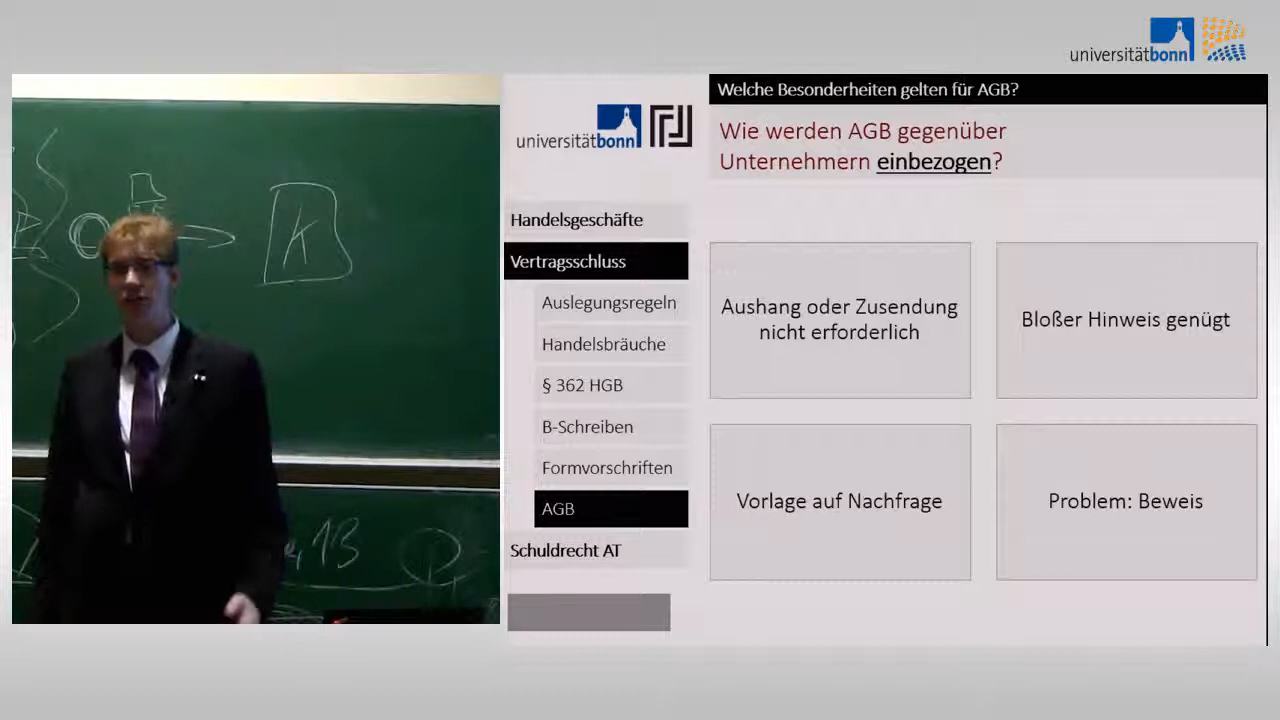 universitätbonn
Welche Besonderheiten gelten für AGB?
universitätbonn
Wie werden AGB gegenüber
Unternehmern einbezogen?
Handelsgeschäfte
Vertragsschluss
Auslegungsregeln
Handelsbräuche
§ 362 HGB
B-Schreiben
Formvorschriften
AGB
Schuldrecht AT
Aushang oder Zusendung
nicht erforderlich
Bloßer Hinweis genügt
Vorlage auf Nachfrage
Problem: Beweis
K